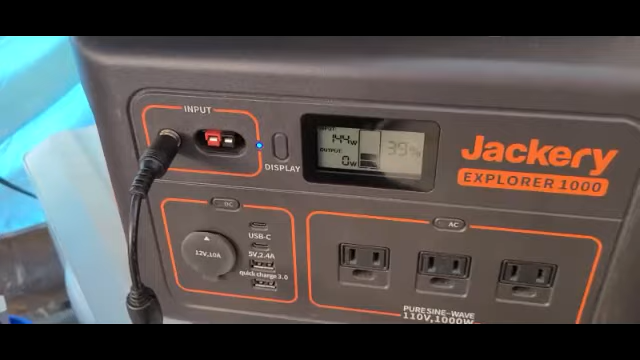 INPUT
DISPLAY
INPUT
144W
OUTPUT
0W
39%
Jackery
EXPLORER 1000
DC
USB-C
5V,2.4A
quick charge 3.0
12V,10A
AC
PURE SINE-WAVE
110V,1000W